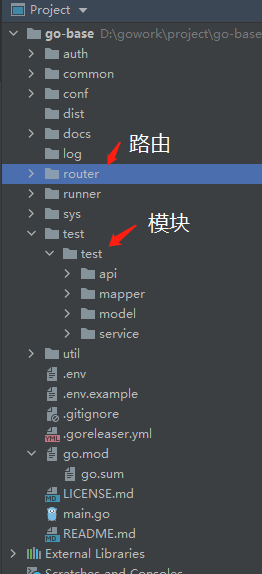 Project
go-base D:\gowork\project\go-base
auth
common
conf
dist
docs
log
路由
router
runner
sys
test
模块
test
api
mapper
model
service
util
.env
.env.example
.gitignore
.goreleaser.yml
go.mod
go.sum
LICENSE.md
main.go
README.md
External Libraries
Scratches and Consoles